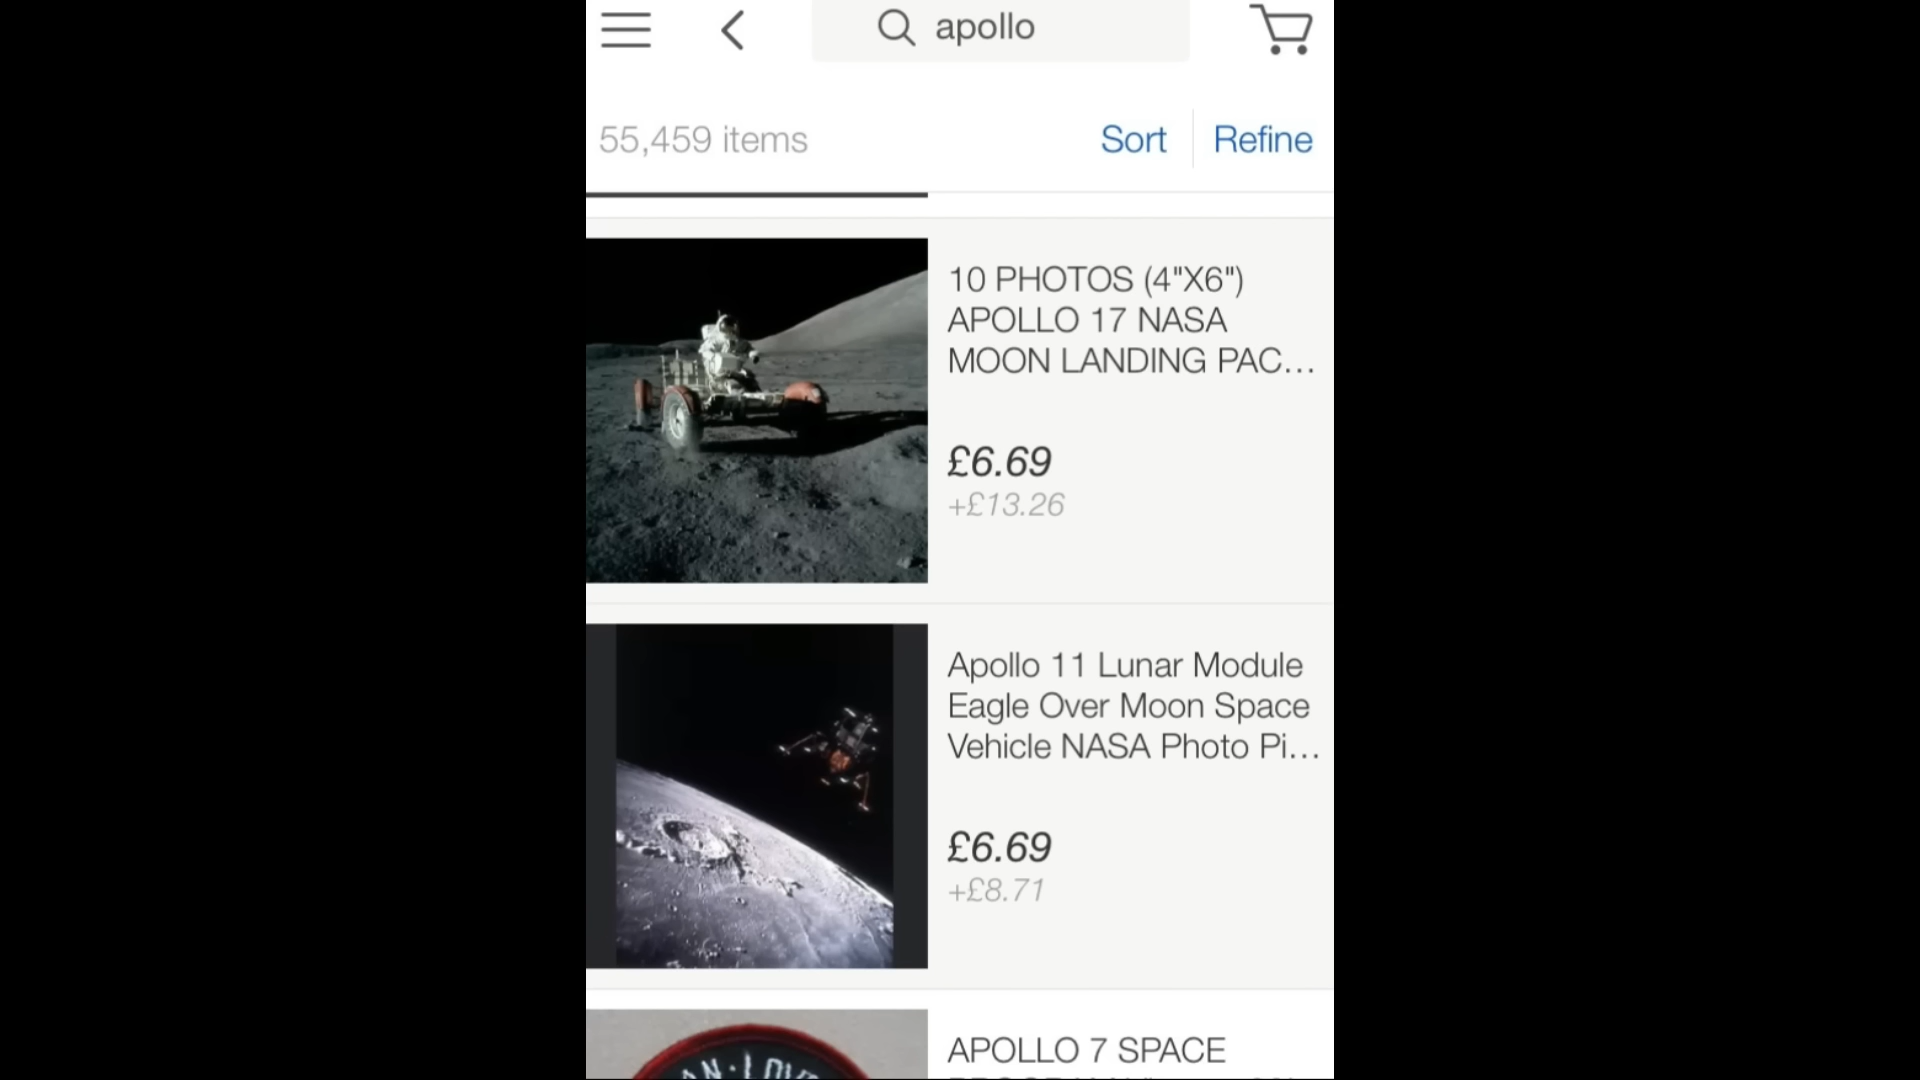 apollo
55,459 items
Sort
Refine
10 PHOTOS (4"X6")
APOLLO 17 NASA
MOON LANDING PAC...
£6.69
+£13.26
Apollo 11 Lunar Module
Eagle Over Moon Space
Vehicle NASA Photo Pi...
£6.69
+£8.71
APOLLO 7 SPACE